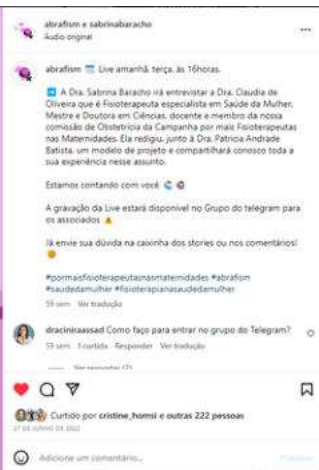 abrafism e sabrinabaracho
Áudio original
abrafism 🗓️ Live amanhã, terça, às 16horas.
➡️ A Dra. Sabrina Baracho irá entrevistar a Dra. Claudia de
Oliveira que é Fisioterapeuta especialista em Saúde da Mulher,
Mestre e Doutora em Ciências, docente e membro da nossa
comissão de Obstetrícia da Campanha por mais Fisioterapeutas
nas Maternidades. Ela redigiu, junto à Dra. Patricia Andrade
Batista, um modelo de projeto e compartilhará conosco toda a
sua experiência nesse assunto.
Estamos contando com você
A gravação da Live estará disponível no Grupo do telegram para
os associados ⚠️
Já envie sua dúvida na caixinha dos stories ou nos comentários!
#pormaisfisioterapeutasnasmaternidades #abrafism
#saudedamulher #fisioterapianasaudedamulher
59 sem Ver tradução
draciniraassad Como faço para entrar no grupo do Telegram?
59 sem 1 curtida Responder Ver tradução
Ver respostas
Curtido por cristine_homsi e outras 222 pessoas
27 DE JUNHO DE 2022
Adicione um comentário...